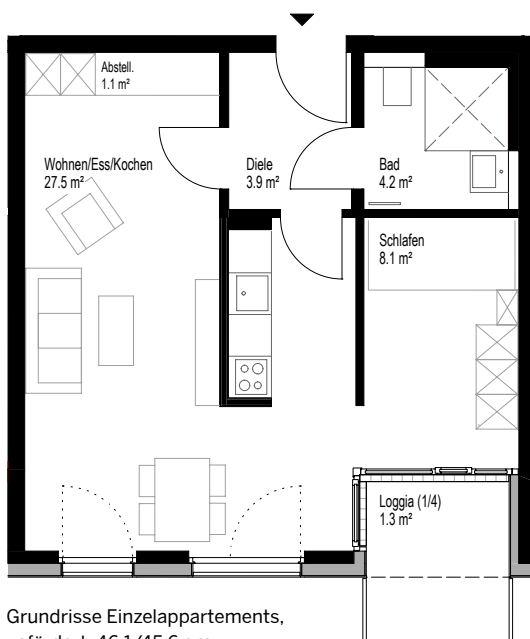 Abstell.
1.1 m²
Wohnen/Ess/Kochen
27.5 m²
Diele
3.9 m²
Bad
4.2 m²
Schlafen
8.1 m²
Loggia (1/4)
1.3 m²
Grundrisse Einzelappartements,